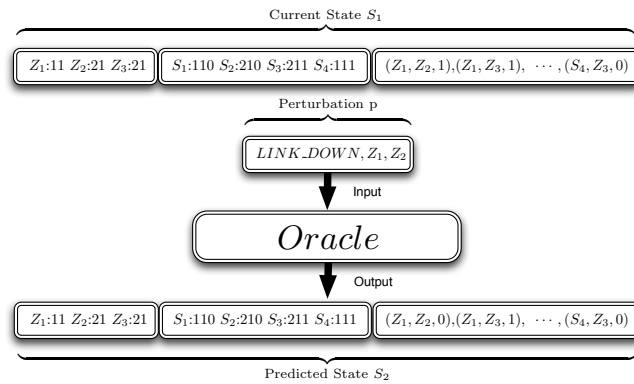 Current State S₁
Z₁:11 Z₂:21 Z₃:21 S₁:110 S₂:210 S₃:211 S₄:111 (Z₁, Z₂, 1),(Z₁, Z₃, 1), ··· ,(S₄, Z₃, 0)
Perturbation p
LINK_DOWN, Z₁, Z₂
Input
Oracle
Output
Z₁:11 Z₂:21 Z₃:21 S₁:110 S₂:210 S₃:211 S₄:111 (Z₁, Z₂, 0),(Z₁, Z₃, 1), ··· ,(S₄, Z₃, 0)
Predicted State S₂